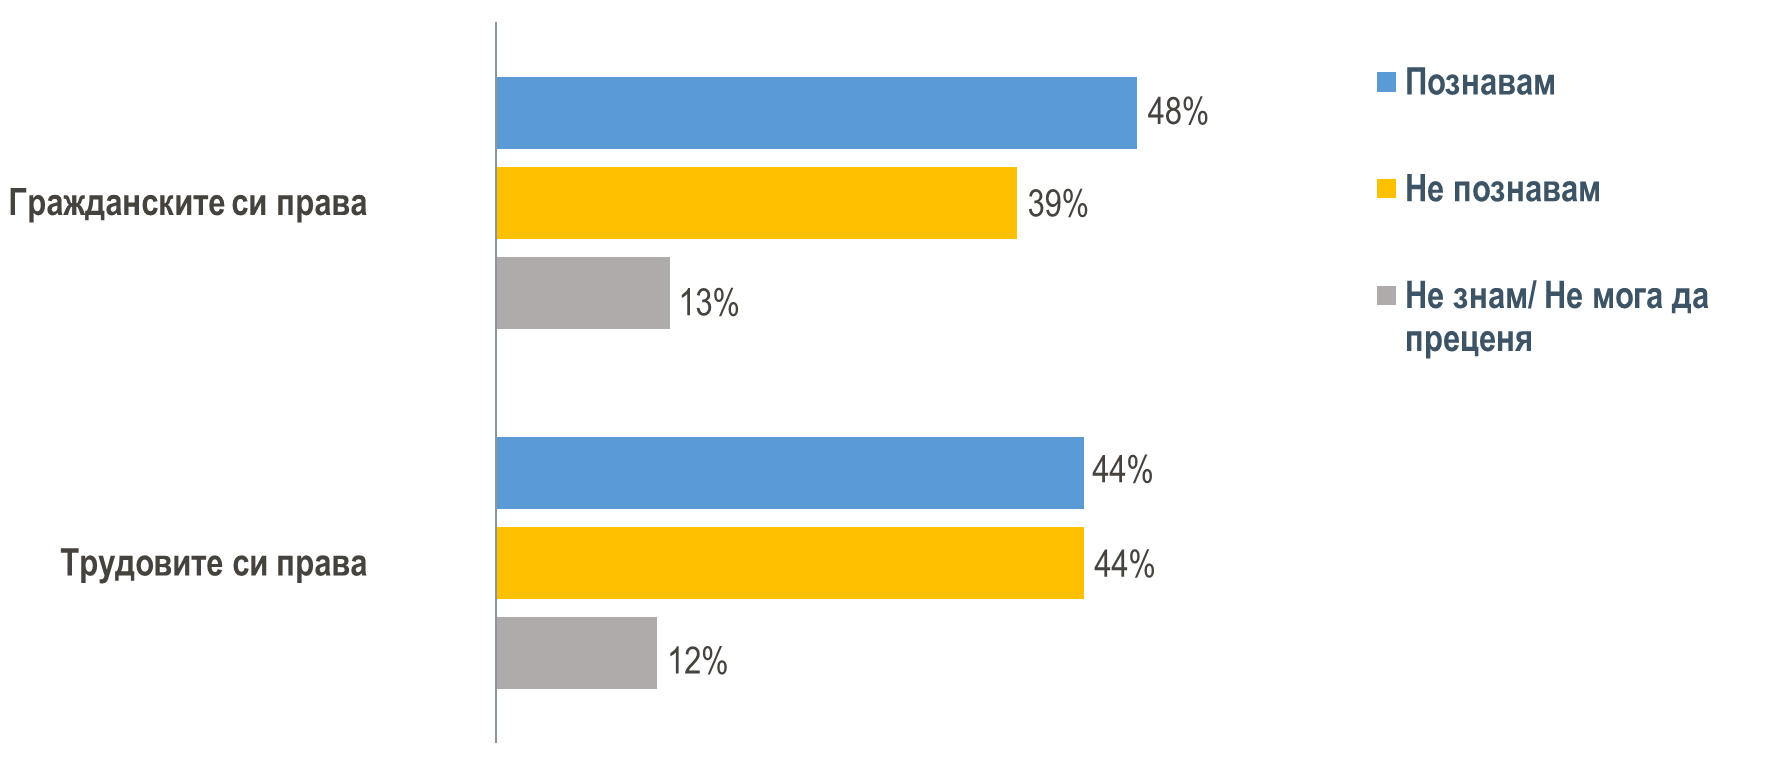 48%
Гражданските си права
39%
13%
44%
Трудовите си права
44%
12%
Познавам
Не познавам
Не знам/ Не мога да
преценя